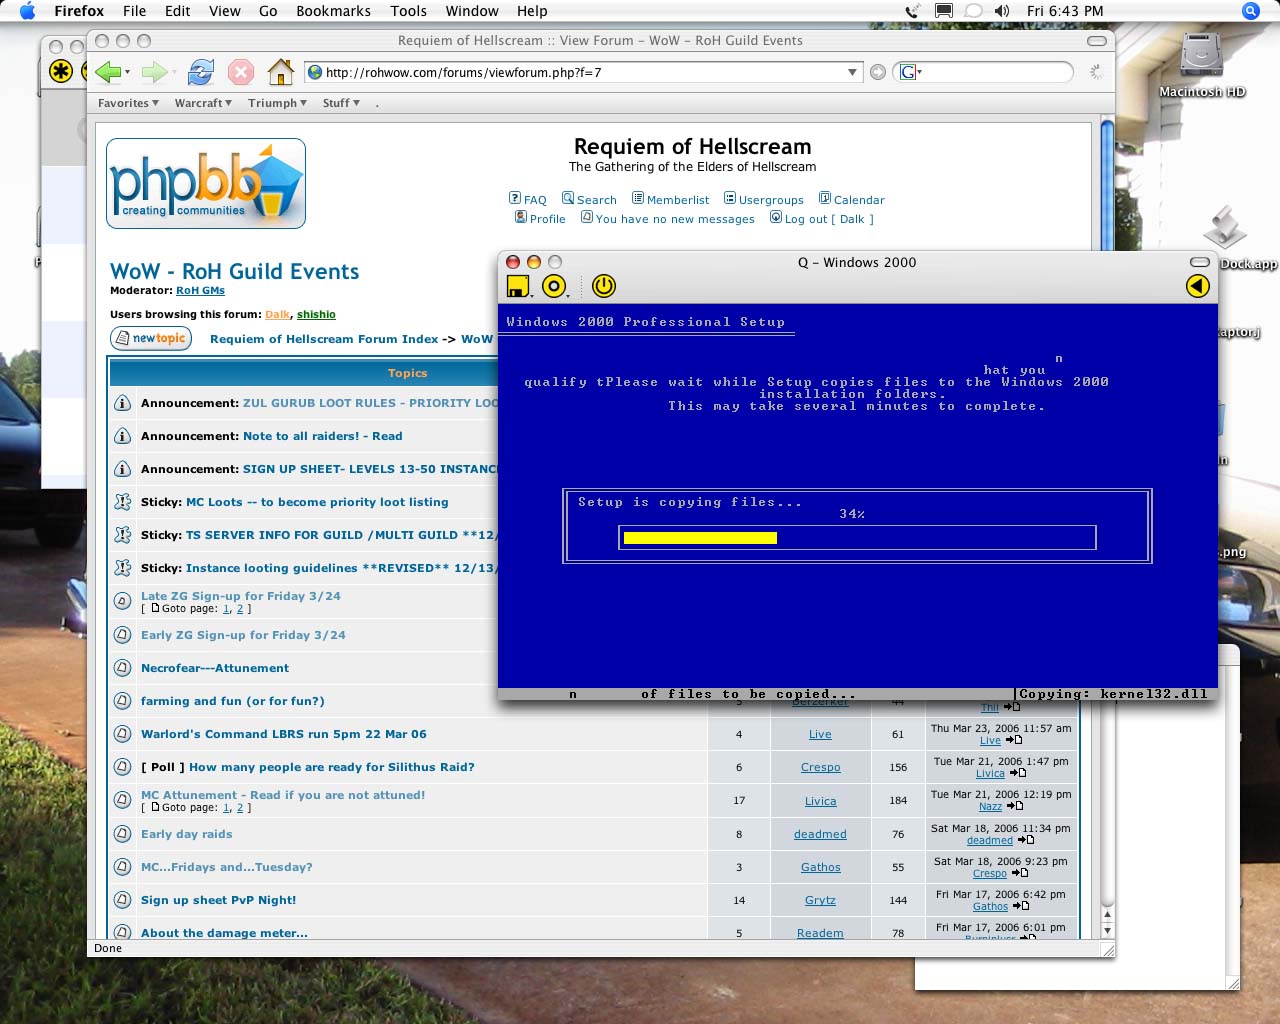 Firefox File Edit View Go Bookmarks Tools Window Help Fri 6:43 PM
Requiem of Hellscream :: View Forum – WoW – RoH Guild Events
Macintosh HD
http://rohwow.com/forums/viewforum.php?f=7
G
Favorites Warcraft Triumph Stuff .
phpbb
creating communities
Requiem of Hellscream
The Gathering of the Elders of Hellscream
FAQ Search Memberlist Usergroups Calendar
Profile You have no new messages Log out [ Dalk ]
WoW - RoH Guild Events
Moderator: RoH GMs
Users browsing this forum: Dalk, shishio
newtopic Requiem of Hellscream Forum Index -> WoW
Topics
Announcement: ZUL GURUB LOOT RULES - PRIORITY LOO
Announcement: Note to all raiders! - Read
Announcement: SIGN UP SHEET- LEVELS 13-50 INSTANC
Sticky: MC Loots -- to become priority loot listing
Sticky: TS SERVER INFO FOR GUILD /MULTI GUILD **12/
Sticky: Instance looting guidelines **REVISED** 12/13/
Late ZG Sign-up for Friday 3/24
[ Goto page: 1, 2 ]
Early ZG Sign-up for Friday 3/24
Necrofear---Attunement
farming and fun (or for fun?) 5 Berzerker 44 Thil
Warlord's Command LBRS run 5pm 22 Mar 06 4 Live 61 Thu Mar 23, 2006 11:57 am
Live
[ Poll ] How many people are ready for Silithus Raid? 6 Crespo 156 Tue Mar 21, 2006 1:47 pm
Livica
MC Attunement - Read if you are not attuned! 17 Livica 184 Tue Mar 21, 2006 12:19 pm
[ Goto page: 1, 2 ] Nazz
Early day raids 8 deadmed 76 Sat Mar 18, 2006 11:34 pm
deadmed
MC...Fridays and...Tuesday? 3 Gathos 55 Sat Mar 18, 2006 9:23 pm
Crespo
Sign up sheet PvP Night! 14 Grytz 144 Fri Mar 17, 2006 6:42 pm
Gathos
About the damage meter... 5 Readem 78 Fri Mar 17, 2006 6:01 pm
Done
Q – Windows 2000
Windows 2000 Professional Setup
n
hat you
qualify tPlease wait while Setup copies files to the Windows 2000
installation folders.
This may take several minutes to complete.
Setup is copying files...
34%
n of files to be copied... |Copying: kernel32.dll
Dock.app
aptor.j
s.png